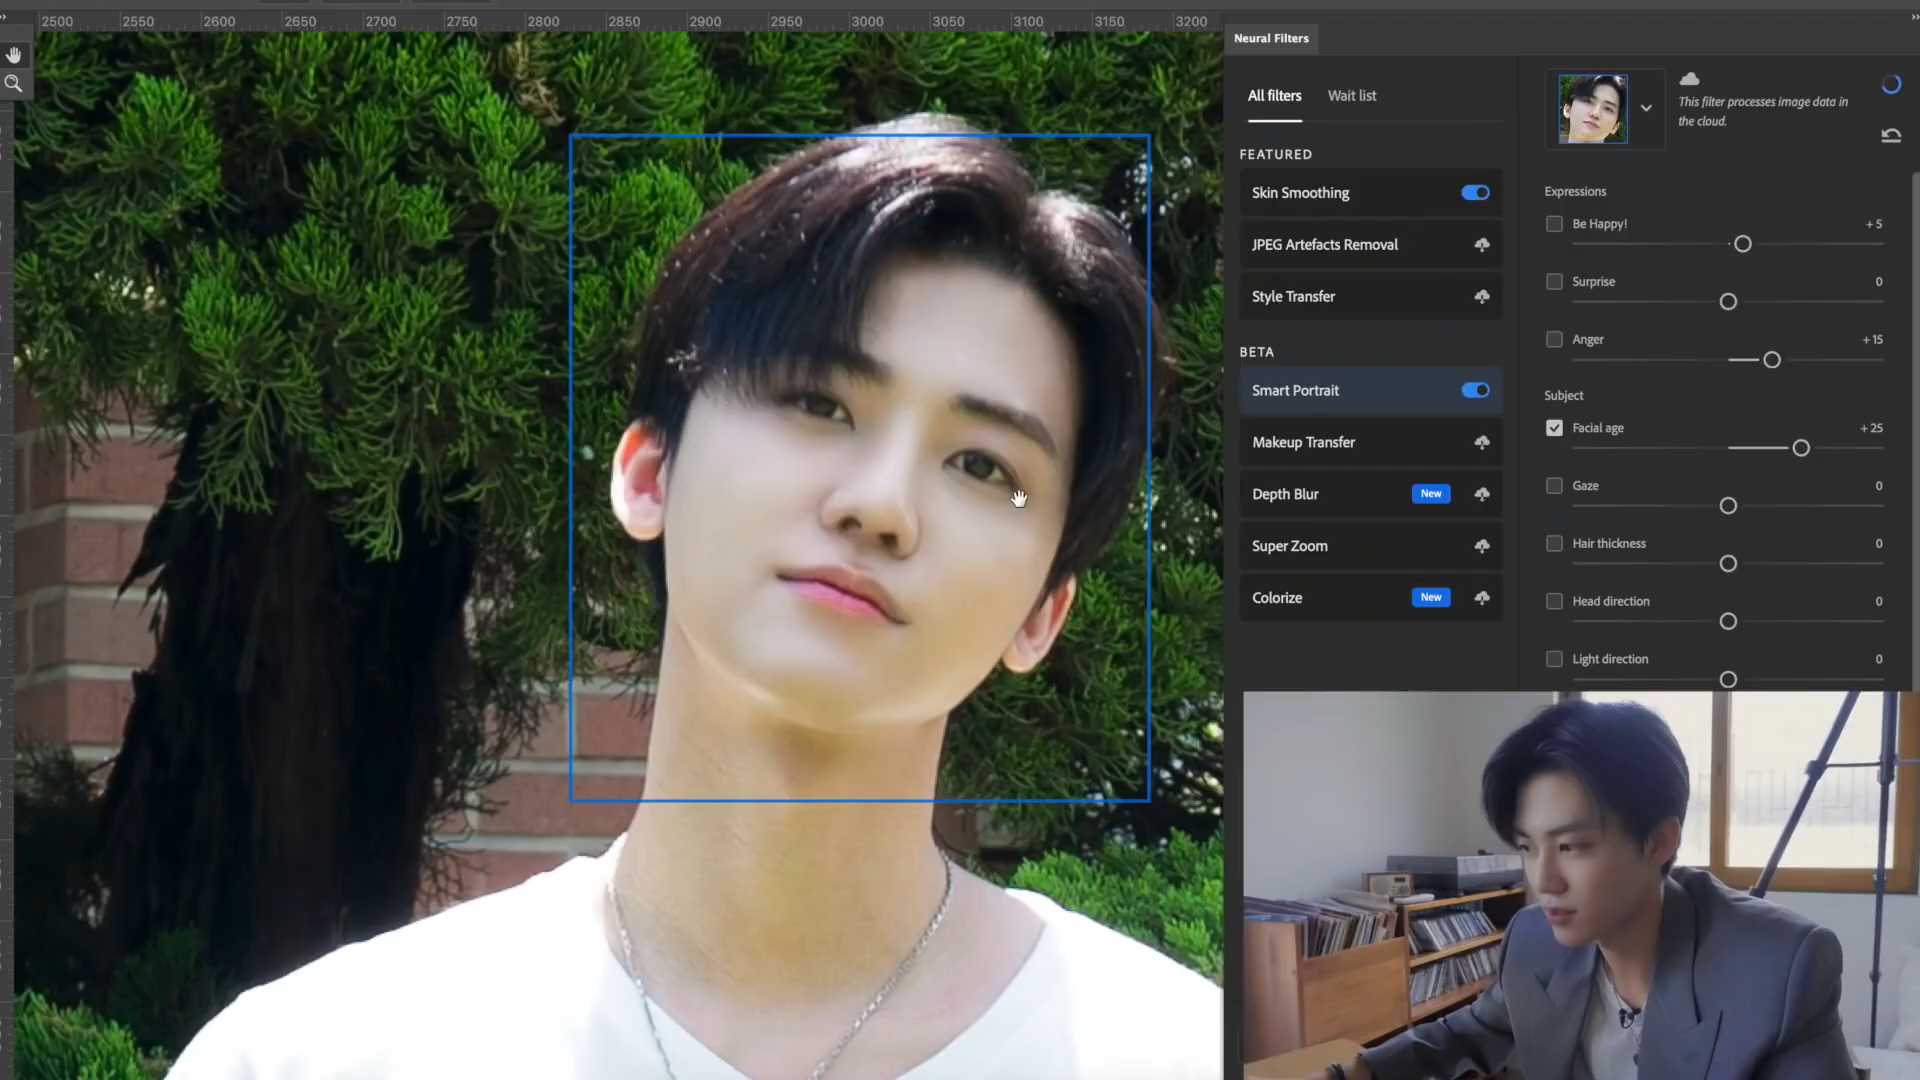 2500 2550 2600 2650 2700 2750 2800 2850 2900 2950 3000 3050 3100 3150 3200
Neural Filters
All filters
Wait list
This filter processes image data in
the cloud.
FEATURED
Skin Smoothing
JPEG Artefacts Removal
Style Transfer
BETA
Smart Portrait
Makeup Transfer
Depth Blur New
Super Zoom
Colorize New
Expressions
Be Happy! +5
Surprise 0
Anger +15
Subject
Facial age +25
Gaze 0
Hair thickness 0
Head direction 0
Light direction 0